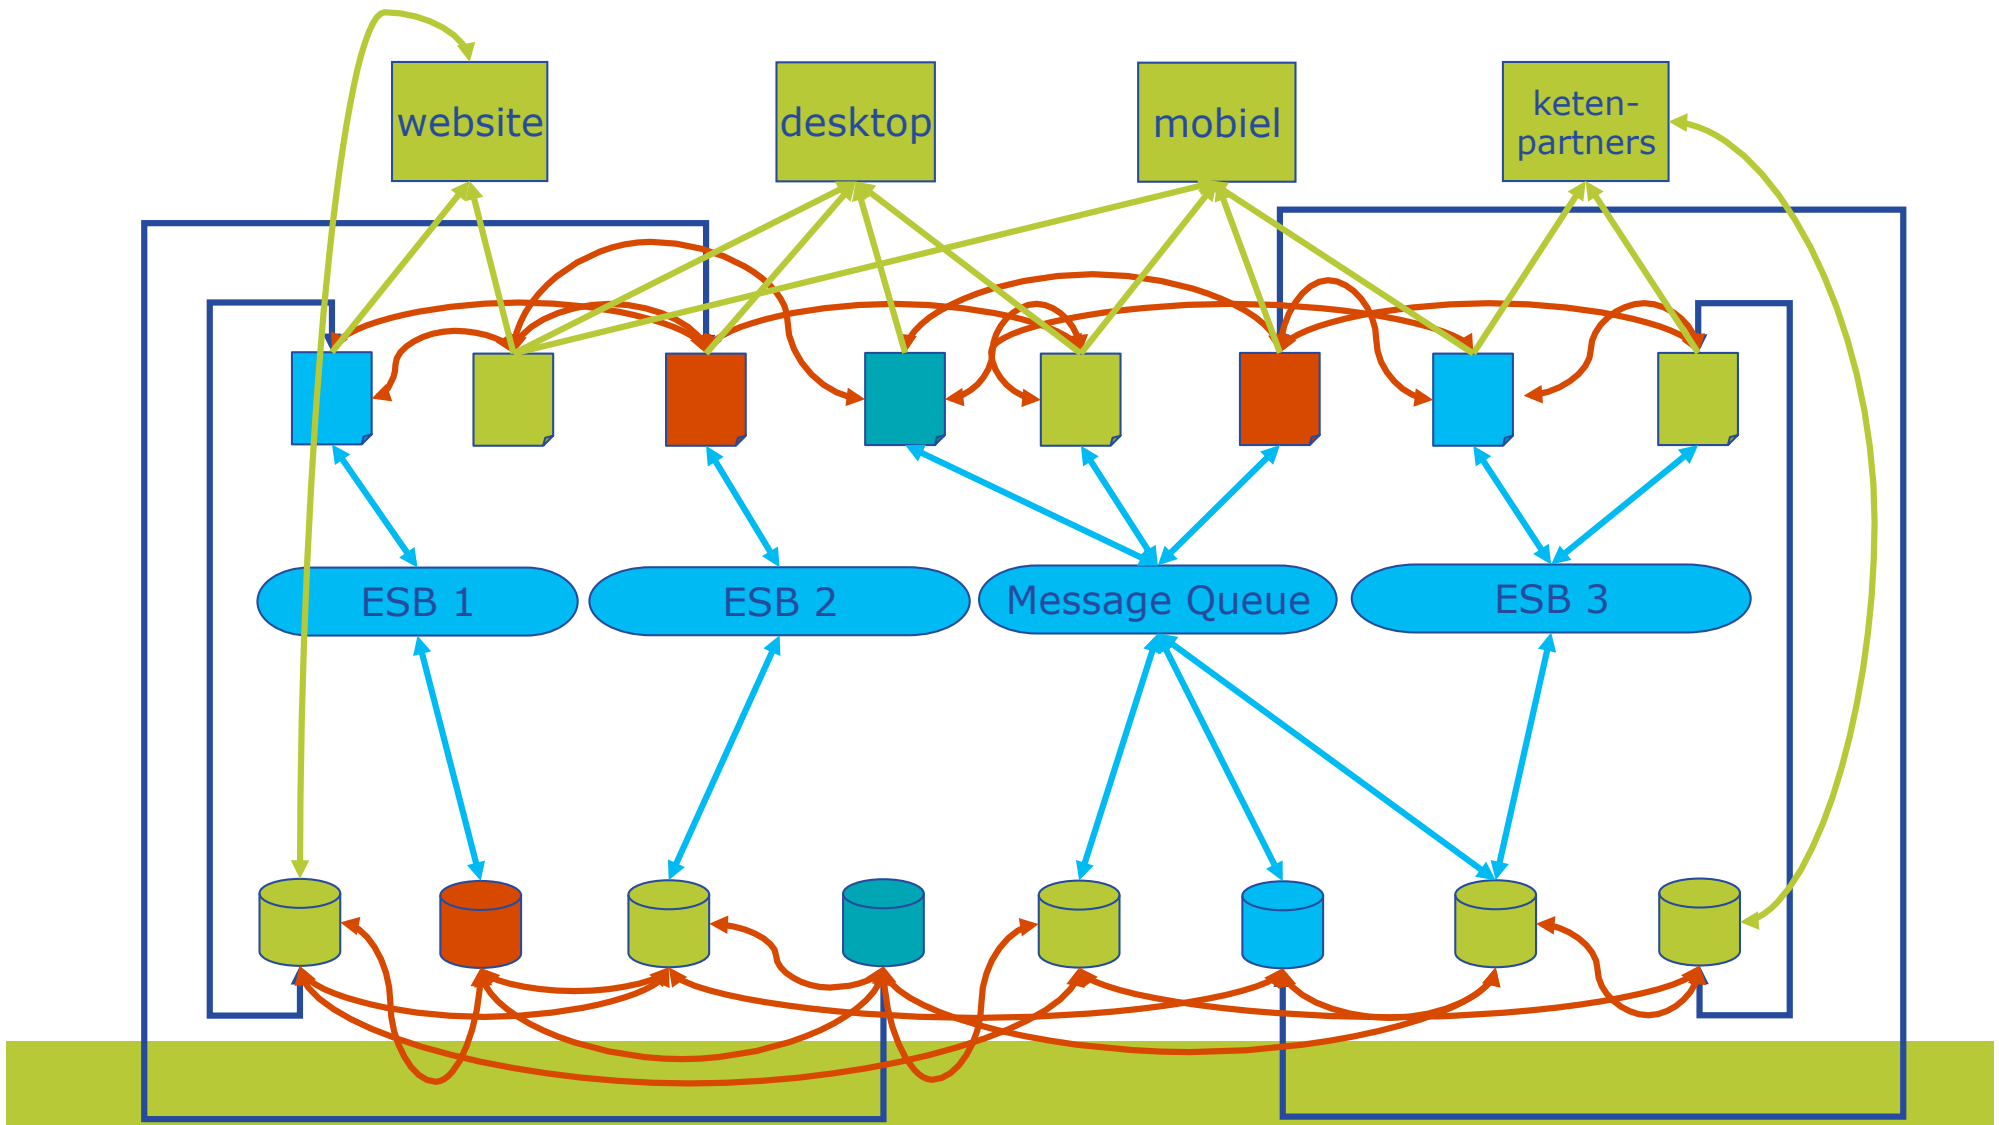 website
desktop
mobiel
keten-
partners
ESB 1
ESB 2
Message Queue
ESB 3